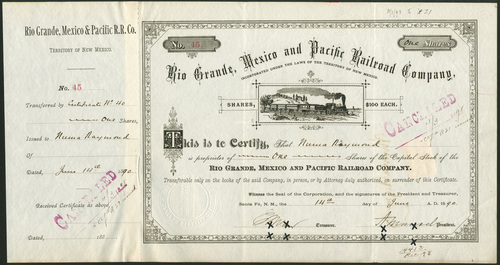 Rio Grande, Mexico & Pacific R.R. Co.
TERRITORY OF NEW MEXICO.
No. 45
Transferred by Certificate No 40
One Shares,
Issued to Numa Raymond
Dated, June 14th 1890
CANCELLED
Received Certificate as above
Dated, 188
No. 45
One Shares
Rio Grande, Mexico and Pacific Railroad Company,
INCORPORATED UNDER THE LAWS OF THE TERRITORY OF NEW MEXICO.
SHARES, $100 EACH.
CANCELLED
This is to Certify, That Numa Raymond
is proprietor of One Share of the Capital Stock of the
RIO GRANDE, MEXICO AND PACIFIC RAILROAD COMPANY.
Transferable only on the books of the said Company, in person, or by Attorney duly authorized, on surrender of this Certificate.
Witness the Seal of the Corporation, and the signatures of the President and Treasurer,
Santa Fe, N.M., the 14th day of June A.D. 1890
Treasurer. President.